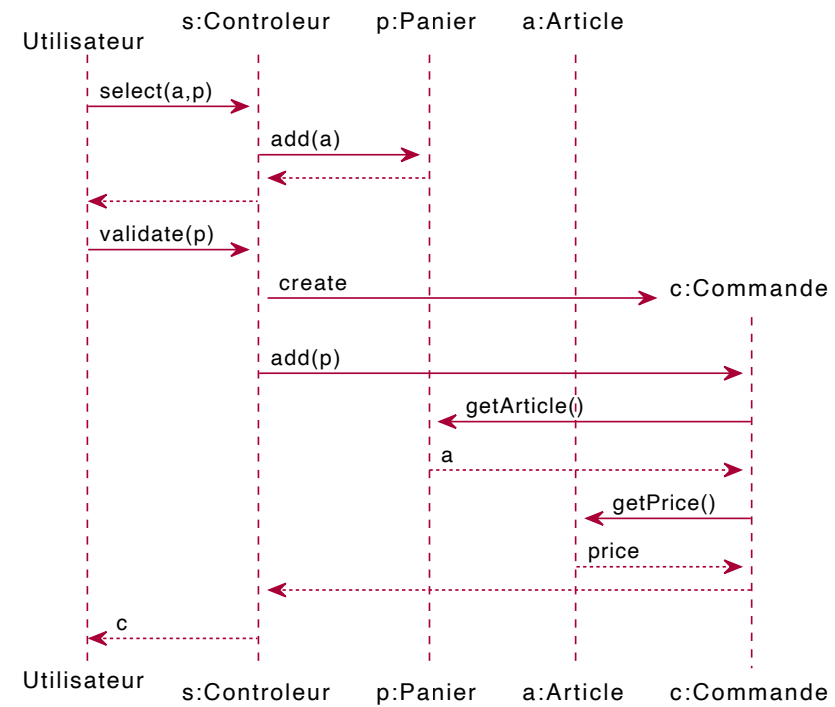 Utilisateur
s:Controleur
p:Panier
a:Article
select(a,p)
add(a)
validate(p)
create
c:Commande
add(p)
getArticle()
a
getPrice()
price
c
Utilisateur
s:Controleur
p:Panier
a:Article
c:Commande